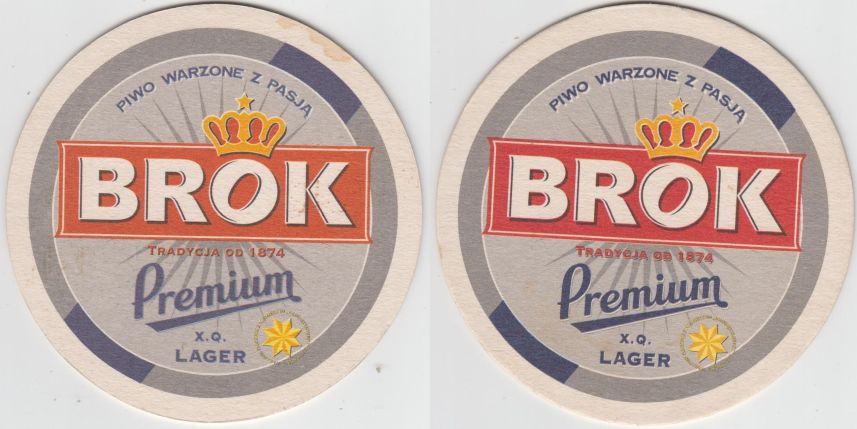 PIWO WARZONE Z PASJĄ
BROK
TRADYCJA OD 1874
Premium
X.Q.
LAGER
PIWO WARZONE Z PASJĄ
BROK
TRADYCJA OD 1874
Premium
X.Q.
LAGER